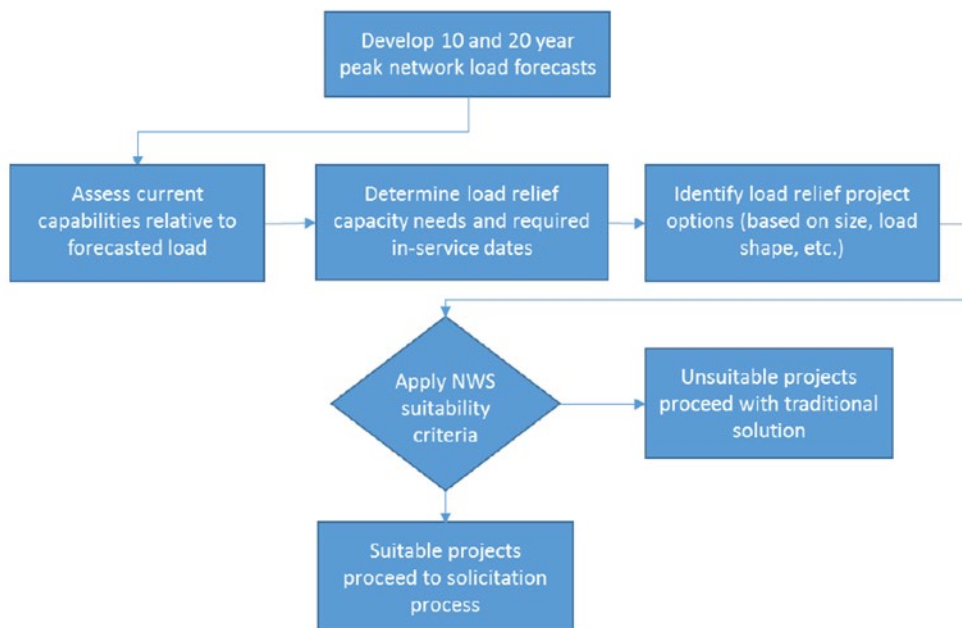 Develop 10 and 20 year
peak network load forecasts
Assess current
capabilities relative to
forecasted load
Determine load relief
capacity needs and required
in-service dates
Identify load relief project
options (based on size, load
shape, etc.)
Apply NWS
suitability
criteria
Unsuitable projects
proceed with traditional
solution
Suitable projects
proceed to solicitation
process